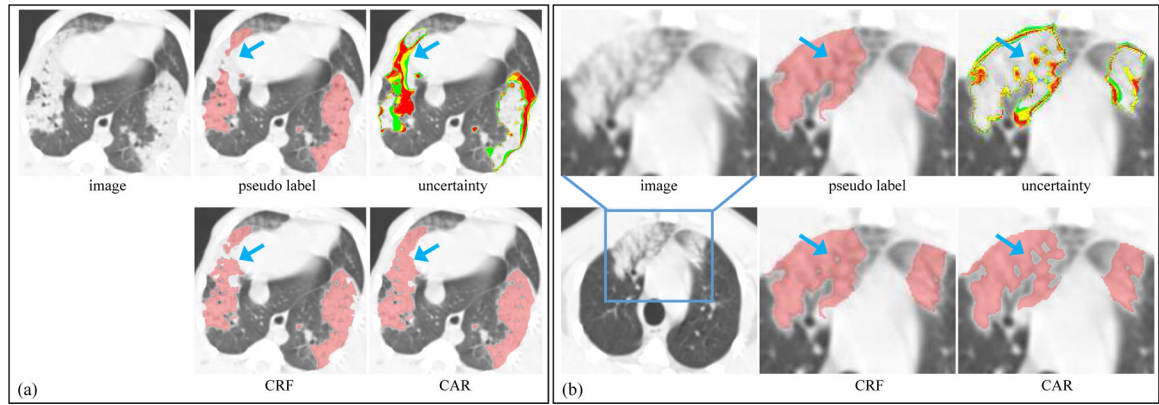 image
pseudo label
uncertainty
(a)
CRF
CAR
image
pseudo label
uncertainty
(b)
CRF
CAR